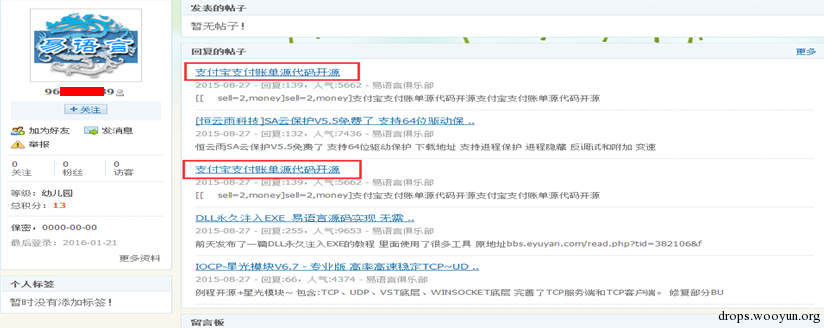 易语言
96 39
+ 关注
加为好友 发消息
举报
0 0 0
关注 粉丝 访客
等级：幼儿园
总积分：13
保密，0000-00-00
最后登录：2016-01-21
更多资料
个人标签
暂时没有添加标签！
发表的帖子
暂无帖子！
回复的帖子 更多
支付宝支付账单源代码开源
2015-08-27 - 回复:139，人气:5662 - 易语言俱乐部
[[ sell=2,money]sell=2,money]支付宝支付账单源代码开源支付宝支付账单源代码开源
[恒云雨科技]SA云保护V5.5免费了 支持64位驱动保 ..
2015-08-27 - 回复:132，人气:7436 - 易语言俱乐部
恒云雨SA云保护V5.5免费了 支持64位驱动保护 下载地址 支持进程保护 进程隐藏 反调试和附加 变速
支付宝支付账单源代码开源
2015-08-27 - 回复:139，人气:5662 - 易语言俱乐部
[[ sell=2,money]sell=2,money]支付宝支付账单源代码开源支付宝支付账单源代码开源
DLL永久注入EXE 易语言源码实现 无需 ..
2015-08-27 - 回复:255，人气:9653 - 易语言俱乐部
前天发布了一篇DLL永久注入EXE的教程 里面使用了很多工具 原地址bbs.eyuyan.com/read.php?tid=382106&f
IOCP-星光模块V6.7 - 专业版 高率高速稳定TCP~UD ..
2015-08-27 - 回复:66，人气:4374 - 易语言俱乐部
例程开源+星光模块~ 包含:TCP、UDP、VST底层、WINSOCKET底层 完善了TCP服务端和TCP客户端。 修复部分BU
留言板
drops.wooyun.org